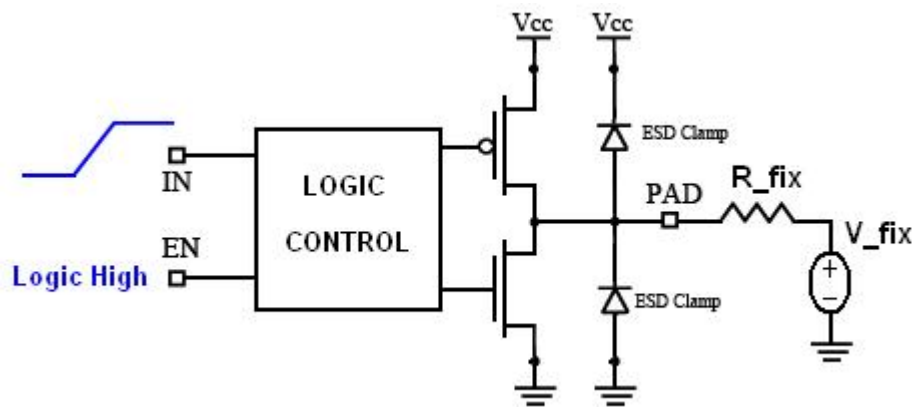 Vcc
Vcc
ESD Clamp
IN
LOGIC
CONTROL
PAD
R_fix
V_fix
EN
Logic High
ESD Clamp
+
−